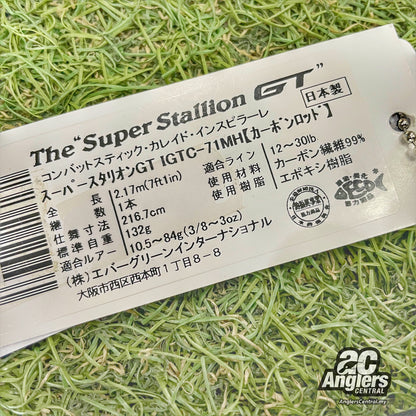 The "Super Stallion GT"
日本製
コンバットスティック・カレイド・インスピラーレ
スーパースタリオンGT IGTC-71MH【カーボンロッド】
全長 2.17m(7ft1in) 適合ライン 12〜30lb
継数 1本 使用材料 カーボン繊維99%
仕舞寸法 216.7cm 使用樹脂 エポキシ樹脂
標準自重 132g
適合ルアー 10.5〜84g(3/8〜3oz)
(株)エバーグリーンインターナショナル
大阪市西区西本町1丁目8-8
AC
Anglers
CENTRAL
AnglersCentral.my